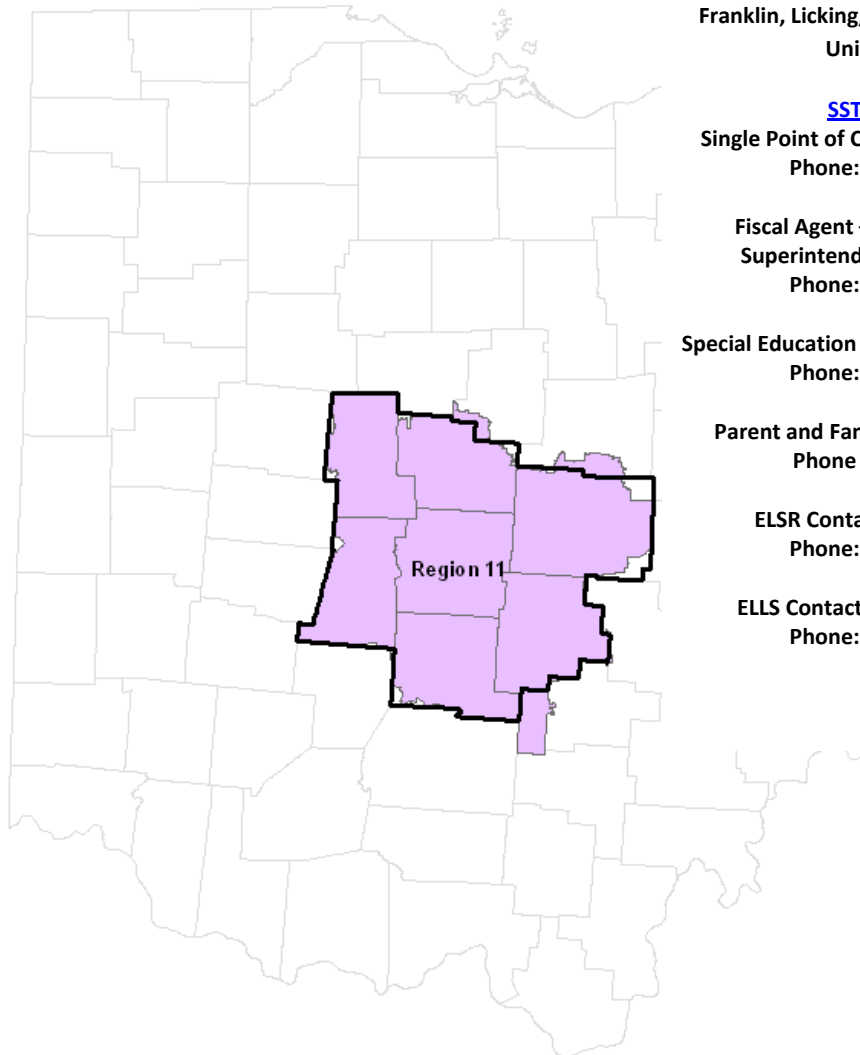 Franklin, Licking,
Uni
SST
Single Point of C
Phone:
Fiscal Agent -
Superintend
Phone:
Special Education
Phone:
Parent and Far
Phone
ELSR Conta
Phone:
ELLS Contact
Phone:
Region 11